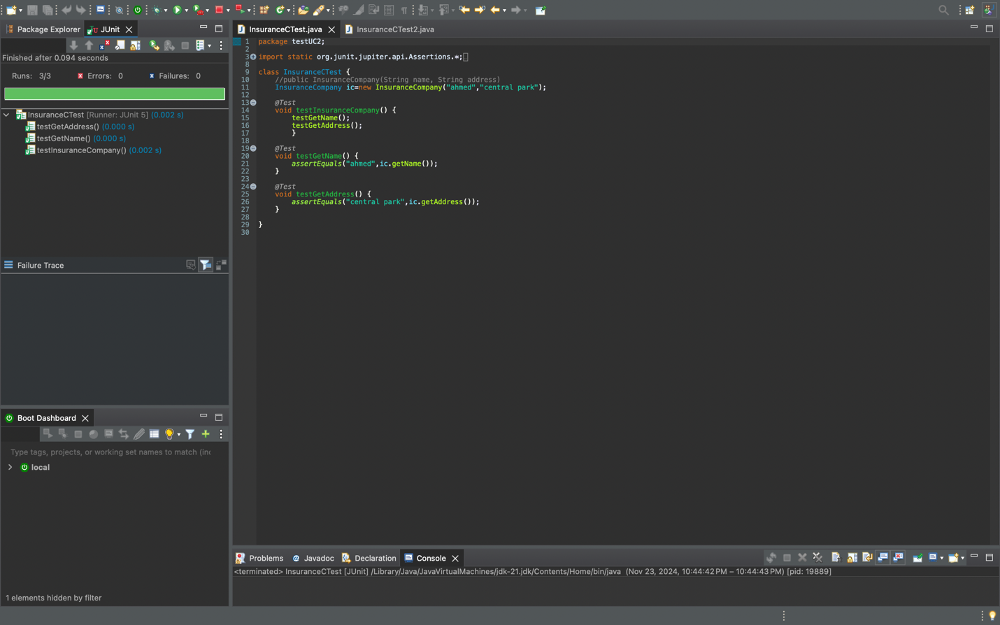 Package Explorer JUnit
Finished after 0.094 seconds
Runs: 3/3 Errors: 0 Failures: 0
InsuranceCTest [Runner: JUnit 5] (0.002 s)
testGetAddress() (0.000 s)
testGetName() (0.000 s)
testInsuranceCompany() (0.002 s)
Failure Trace
Boot Dashboard
Type tags, projects, or working set names to match (inc
local
1 elements hidden by filter
InsuranceCTest.java InsuranceCTest2.java
1 package testUC2;
2
3 import static org.junit.jupiter.api.Assertions.*;
8
9 class InsuranceCTest {
10 //public InsuranceCompany(String name, String address)
11 InsuranceCompany ic=new InsuranceCompany("ahmed","central park");
12
13 @Test
14 void testInsuranceCompany() {
15 testGetName();
16 testGetAddress();
17 }
18
19 @Test
20 void testGetName() {
21 assertEquals("ahmed",ic.getName());
22 }
23
24 @Test
25 void testGetAddress() {
26 assertEquals("central park",ic.getAddress());
27 }
28
29 }
30
Problems Javadoc Declaration Console
<terminated> InsuranceCTest [JUnit] /Library/Java/JavaVirtualMachines/jdk-21.jdk/Contents/Home/bin/java (Nov 23, 2024, 10:44:42 PM – 10:44:43 PM) [pid: 19889]